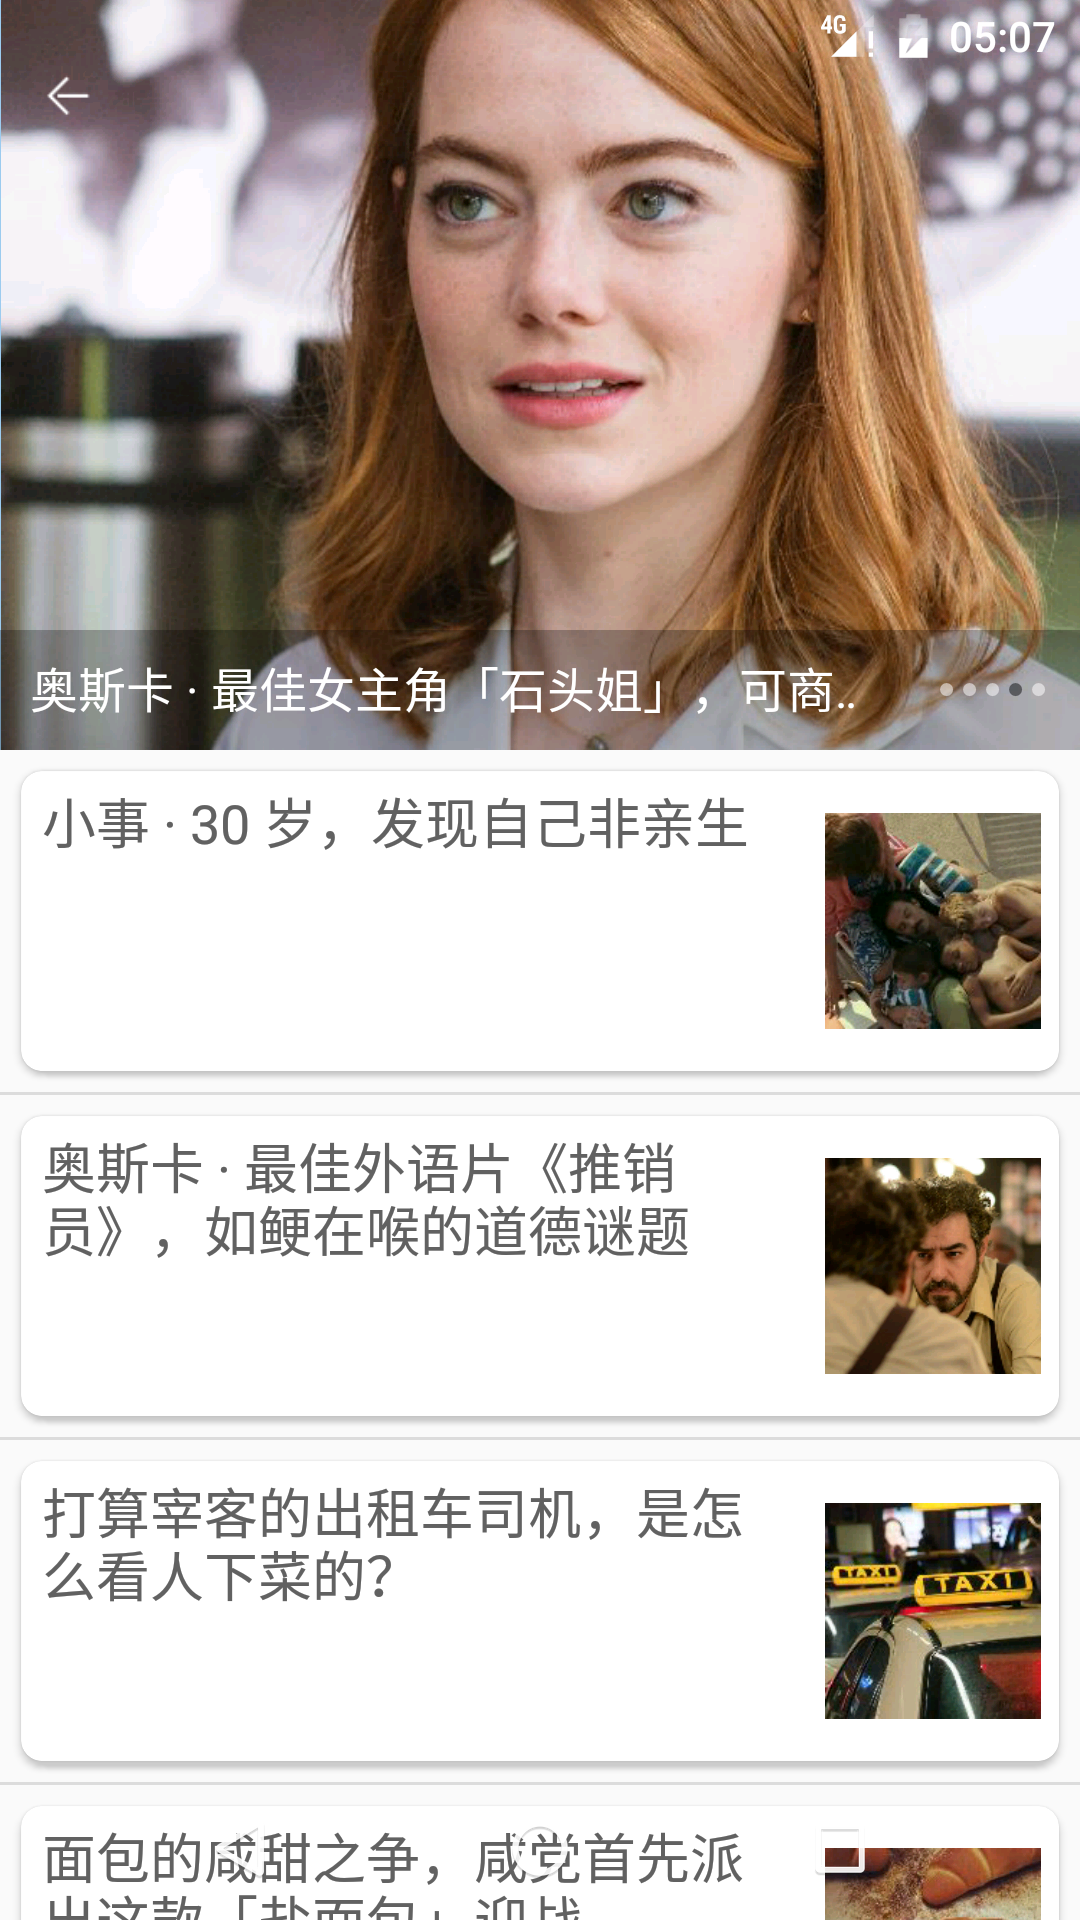 4G ! 05:07
奥斯卡 · 最佳女主角「石头姐」，可商..
小事 · 30 岁，发现自己非亲生
奥斯卡 · 最佳外语片《推销
员》，如鲠在喉的道德谜题
TAXI
TAXI
打算宰客的出租车司机，是怎
么看人下菜的？
面包的咸甜之争，咸党首先派
出这款「扑面包」迎战